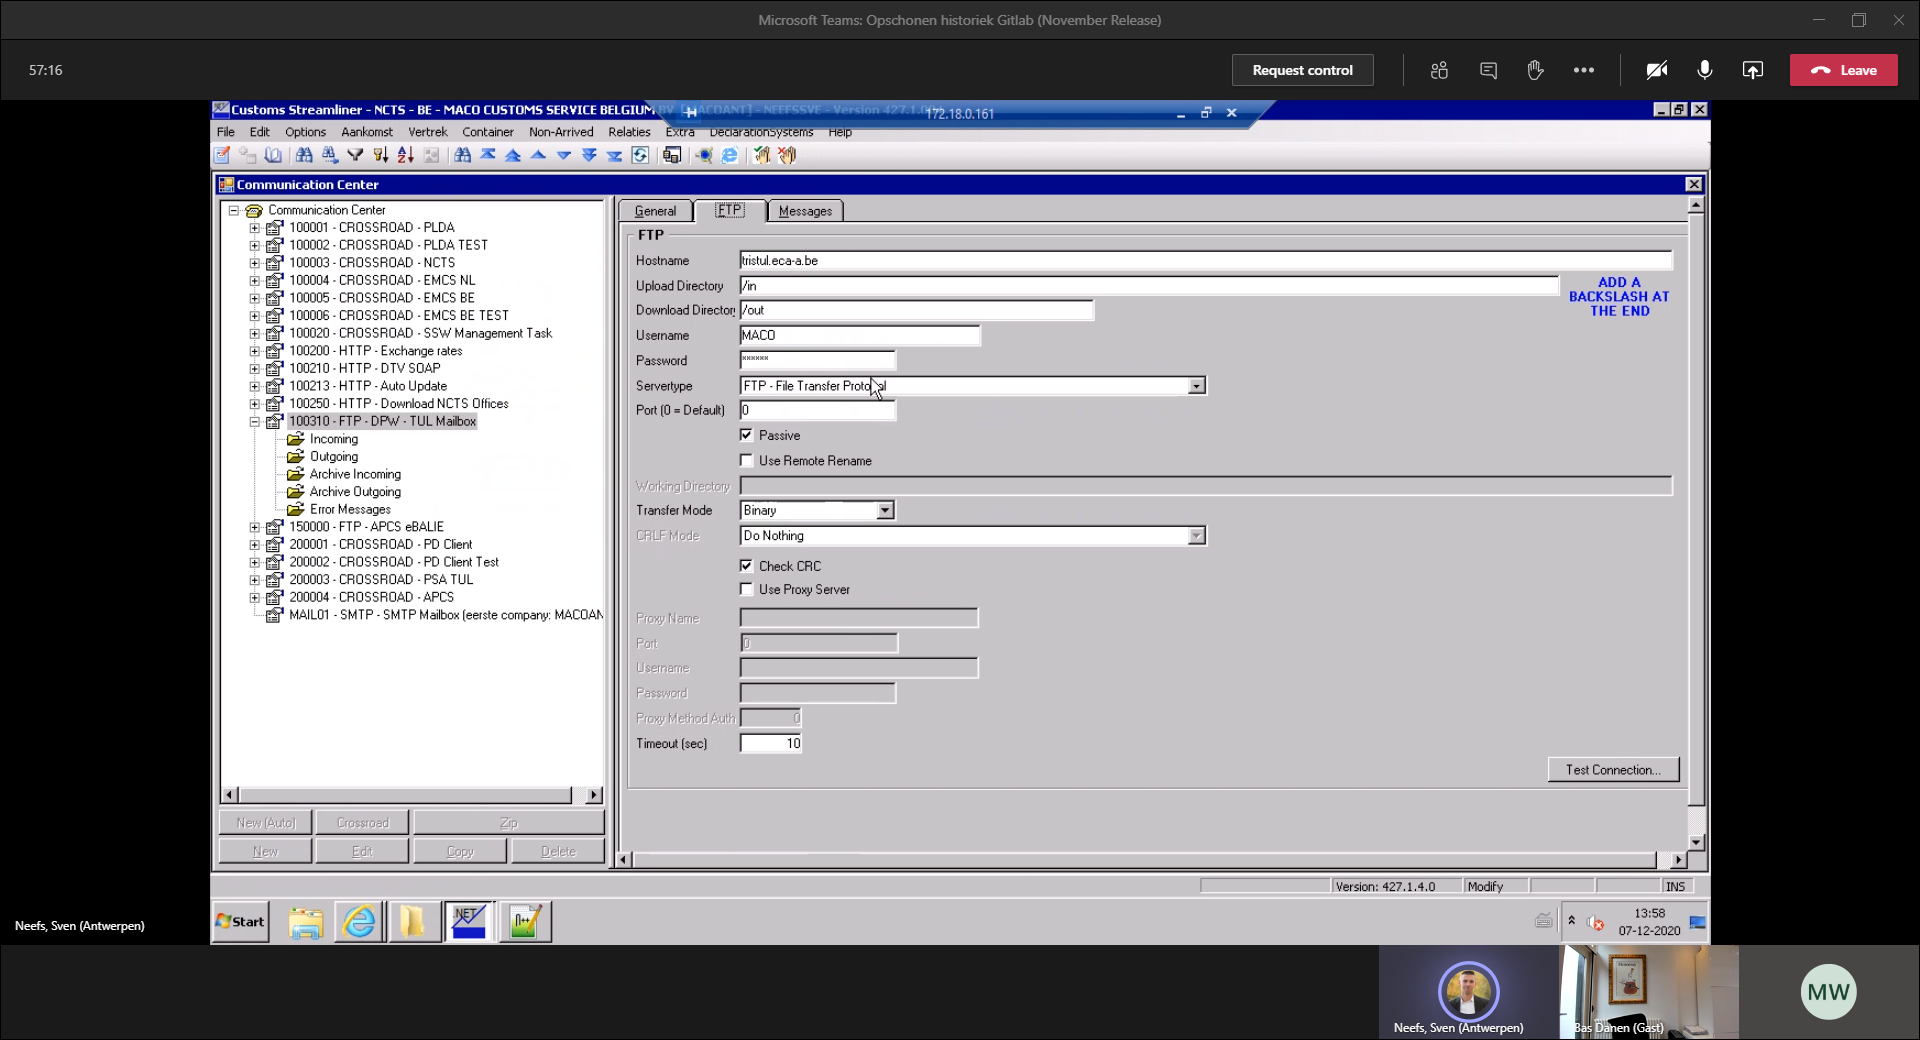 Microsoft Teams: Opschonen historiek Gitlab (November Release)
57:16
Request control
Leave
Customs Streamliner - NCTS - BE - MACO CUSTOMS SERVICE BELGIUM BV [MACOANT] - NEEFSSVE - Version 427.1.
172.18.0.161
File Edit Options Aankomst Vertrek Container Non-Arrived Relaties Extra DeclarationSystems Help
Communication Center
Communication Center
100001 - CROSSROAD - PLDA
100002 - CROSSROAD - PLDA TEST
100003 - CROSSROAD - NCTS
100004 - CROSSROAD - EMCS NL
100005 - CROSSROAD - EMCS BE
100006 - CROSSROAD - EMCS BE TEST
100020 - CROSSROAD - SSW Management Task
100200 - HTTP - Exchange rates
100210 - HTTP - DTV SOAP
100213 - HTTP - Auto Update
100250 - HTTP - Download NCTS Offices
100310 - FTP - DPW - TUL Mailbox
Incoming
Outgoing
Archive Incoming
Archive Outgoing
Error Messages
150000 - FTP - APCS eBALIE
200001 - CROSSROAD - PD Client
200002 - CROSSROAD - PD Client Test
200003 - CROSSROAD - PSA TUL
200004 - CROSSROAD - APCS
MAIL01 - SMTP - SMTP Mailbox (eerste company: MACOAN
New (Auto) Crossroad Zip
New Edit Copy Delete
General FTP Messages
FTP
Hostname tristul.eca-a.be
Upload Directory /in
ADD A
BACKSLASH AT
THE END
Download Director /out
Username MACO
Password ******
Servertype FTP - File Transfer Protocol
Port (0 = Default) 0
Passive
Use Remote Rename
Working Directory
Transfer Mode Binary
CRLF Mode Do Nothing
Check CRC
Use Proxy Server
Proxy Name
Port 0
Username
Password
Proxy Method Auth 0
Timeout (sec) 10
Test Connection...
Version: 427.1.4.0 Modify INS
Start
.NET
13:58
07-12-2020
Neefs, Sven (Antwerpen)
Neefs, Sven (Antwerpen)
Bas Danen (Gast)
MW